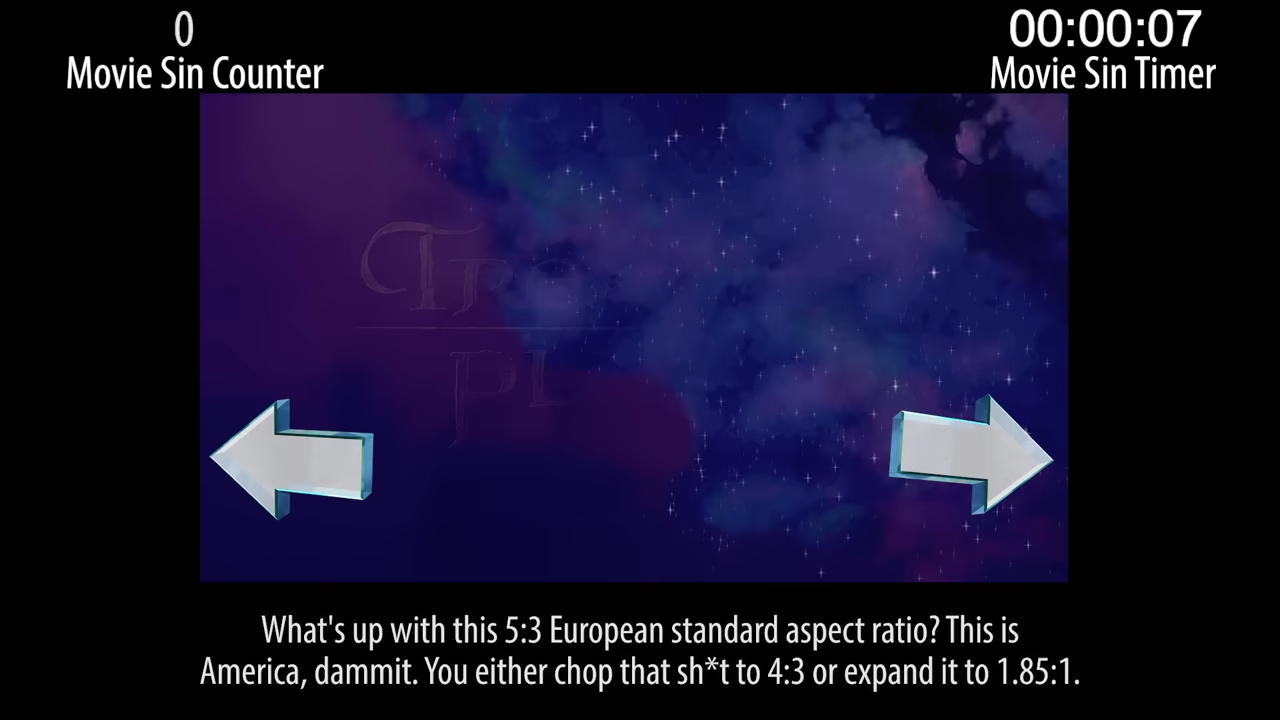 0
00:00:07
Movie Sin Counter
Movie Sin Timer
What's up with this 5:3 European standard aspect ratio? This is
America, dammit. You either chop that sh*t to 4:3 or expand it to 1.85:1.